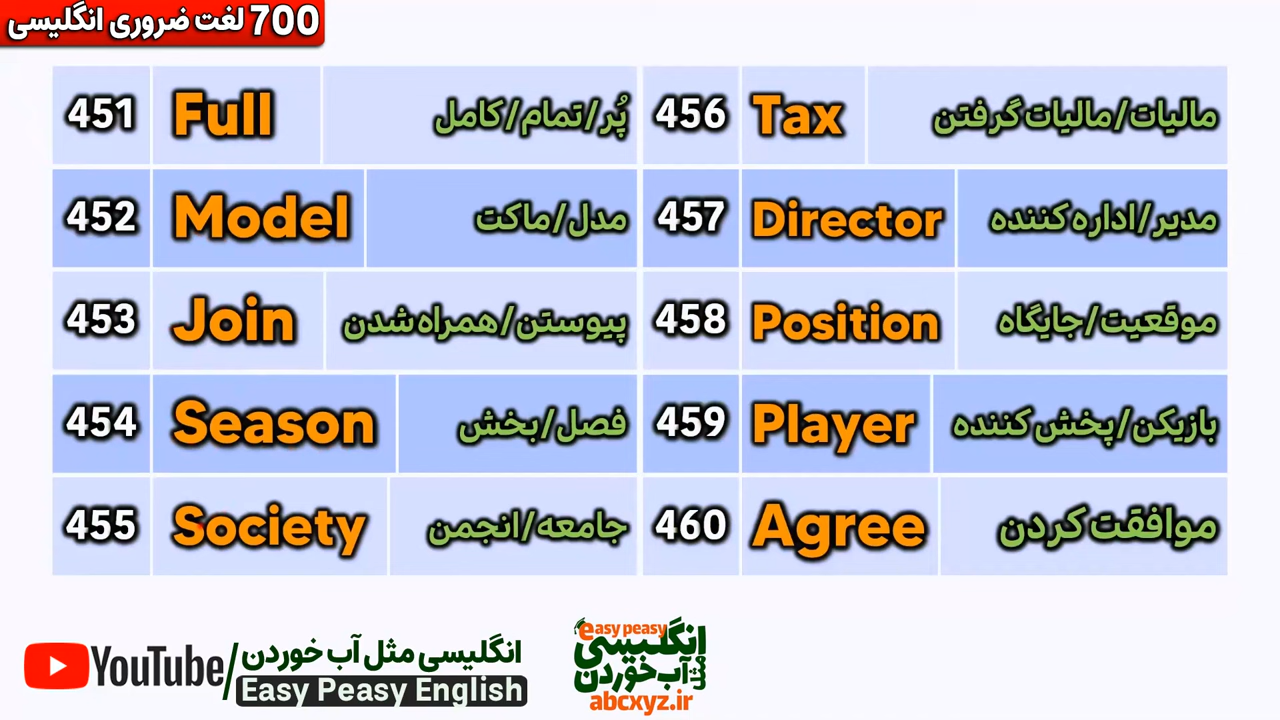 700 لغت ضروری انگلیسی
451 Full پُر/تمام/کامل
452 Model مدل/ماکت
453 Join پیوستن/همراه شدن
454 Season فصل/بخش
455 Society جامعه/انجمن
456 Tax مالیات/مالیات گرفتن
457 Director مدیر/اداره کننده
458 Position موقعیت/جایگاه
459 Player بازیکن/پخش کننده
460 Agree موافقت کردن
YouTube/انگلیسی مثل آب خوردن
Easy Peasy English
easy peasy
انگلیسی
مثل آب خوردن
abcxyz.ir